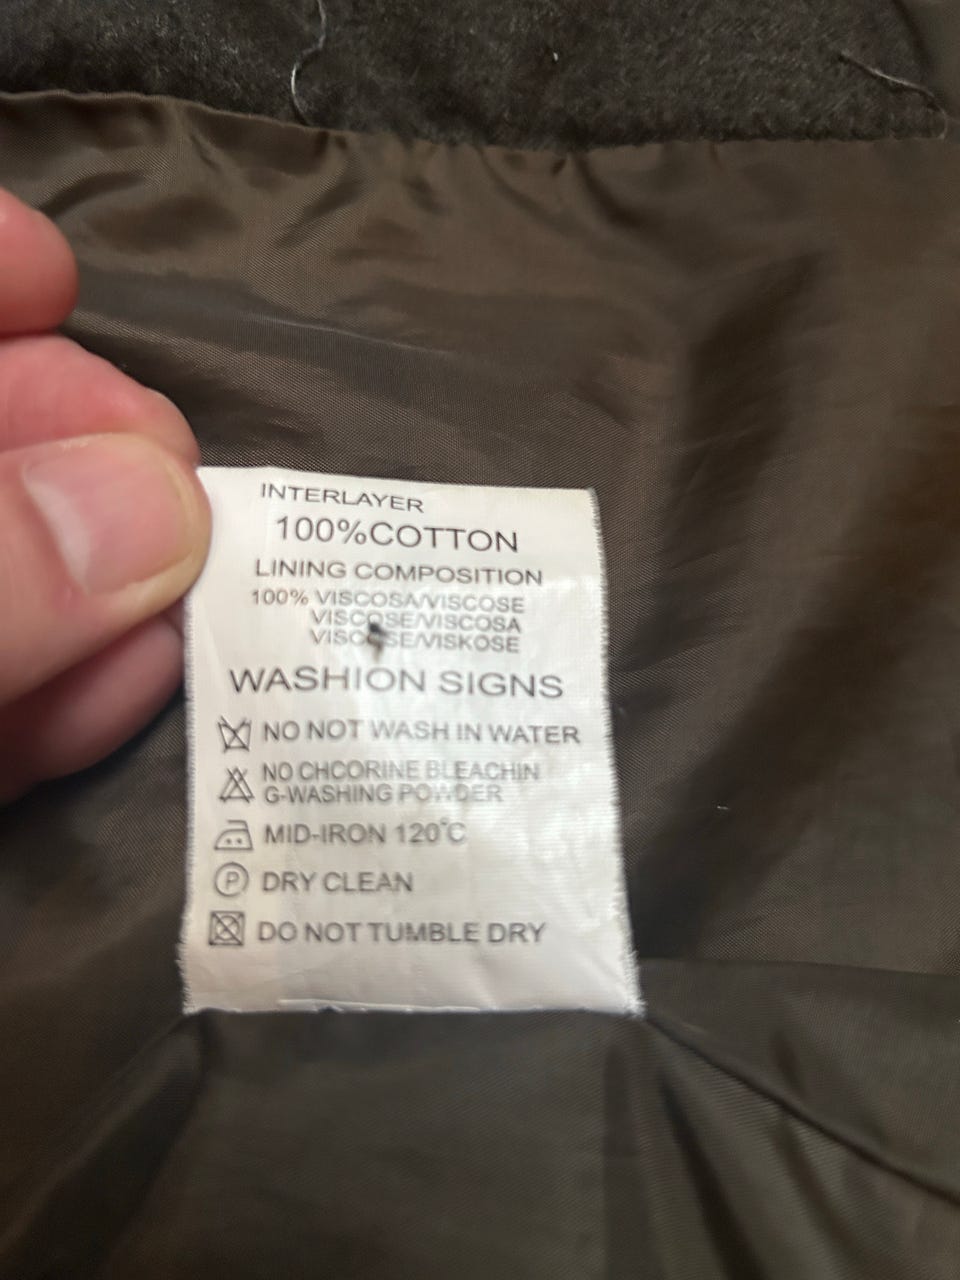 INTERLAYER
100%COTTON
LINING COMPOSITION
100% VISCOSA/VISCOSE
VISCOSE/VISCOSA
VISCOSE/VISKOSE
WASHION SIGNS
NO NOT WASH IN WATER
NO CHCORINE BLEACHIN
G-WASHING POWDER
MID-IRON 120°C
P DRY CLEAN
DO NOT TUMBLE DRY